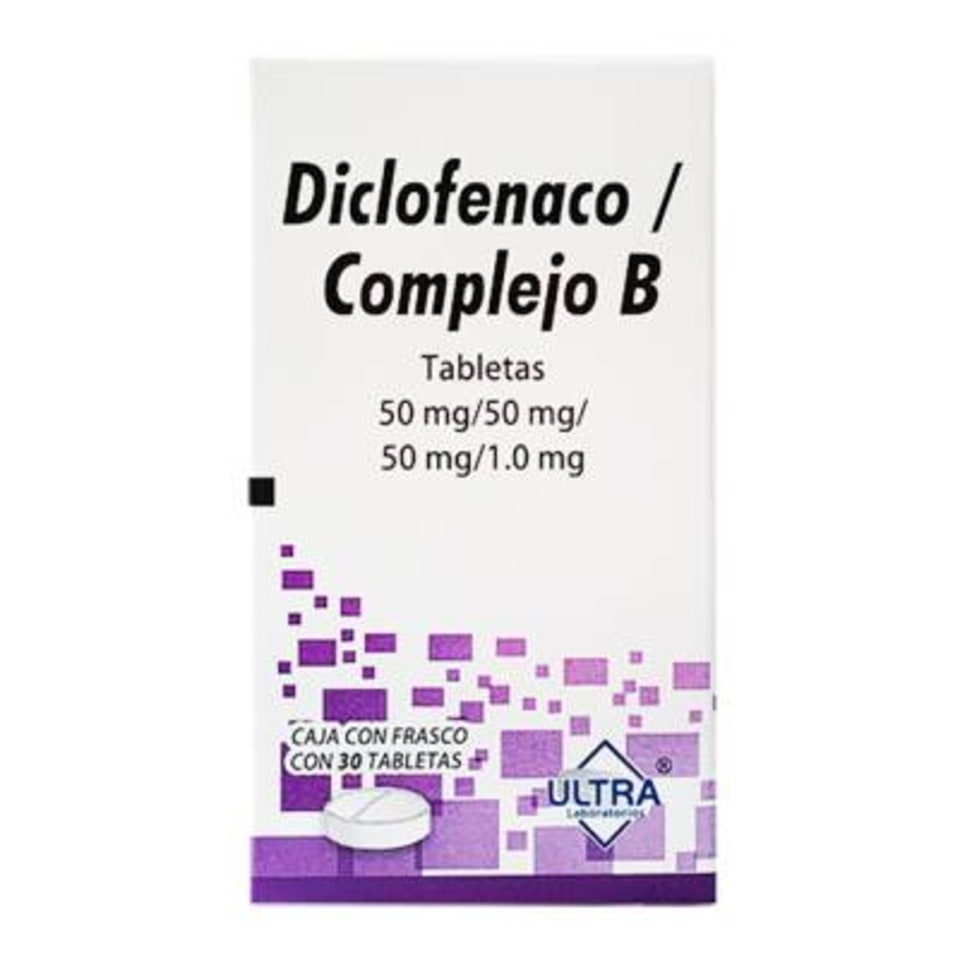 Diclofenaco /
Complejo B
Tabletas
50 mg/50 mg/
50 mg/1.0 mg
CAJA CON FRASCO
CON 30 TABLETAS
ULTRA®
Laboratorios